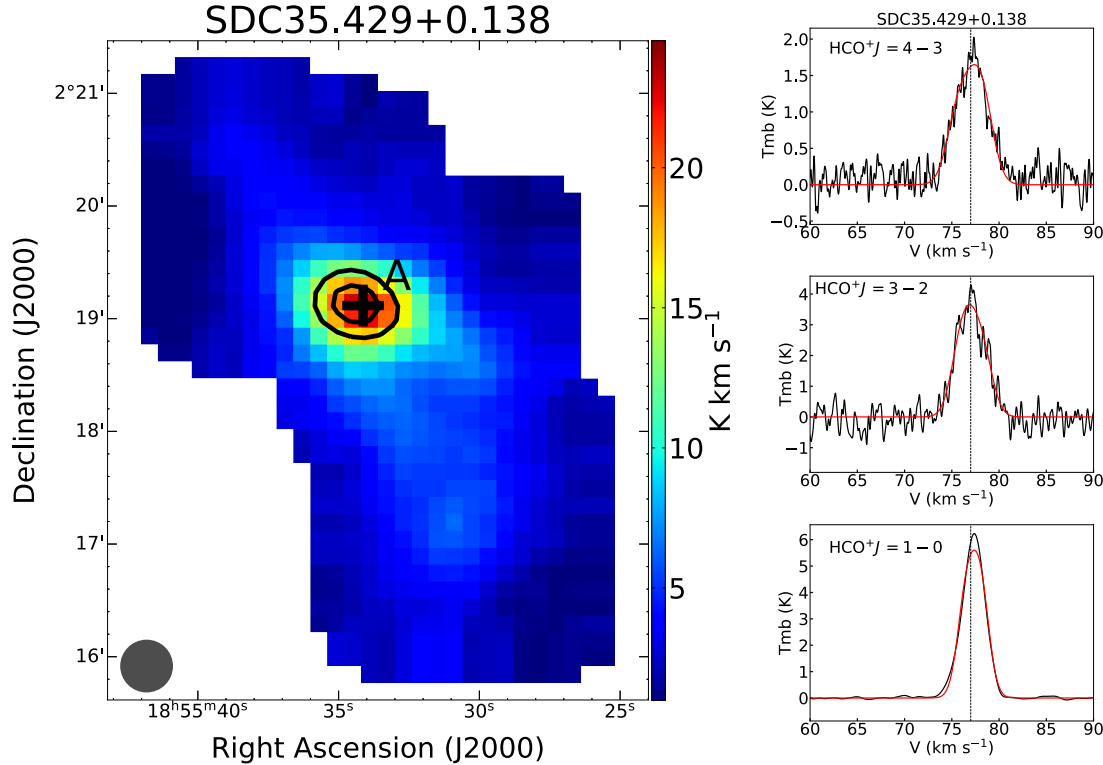 SDC35.429+0.138
2°21'
20'
19'
18'
17'
16'
Declination (J2000)
18ʰ55ᵐ40ˢ
35ˢ
30ˢ
25ˢ
Right Ascension (J2000)
A
20
15
10
5
K km s⁻¹
SDC35.429+0.138
HCO⁺J = 4 − 3
2.0
1.5
1.0
0.5
0.0
−0.5
Tmb (K)
60 65 70 75 80 85 90
V (km s⁻¹)
HCO⁺J = 3 − 2
4
3
2
1
0
−1
Tmb (K)
60 65 70 75 80 85 90
V (km s⁻¹)
HCO⁺J = 1 − 0
6
5
4
3
2
1
0
Tmb (K)
60 65 70 75 80 85 90
V (km s⁻¹)